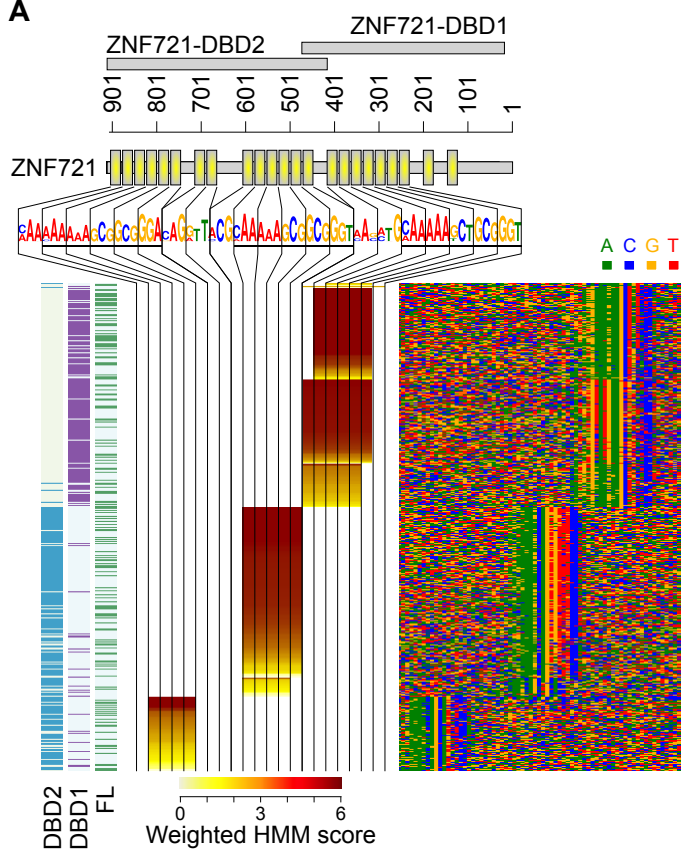 A
ZNF721-DBD1
ZNF721-DBD2
901 801 701 601 501 401 301 201 101 1
ZNF721
A C G T
DBD2 DBD1 FL
0 3 6
Weighted HMM score